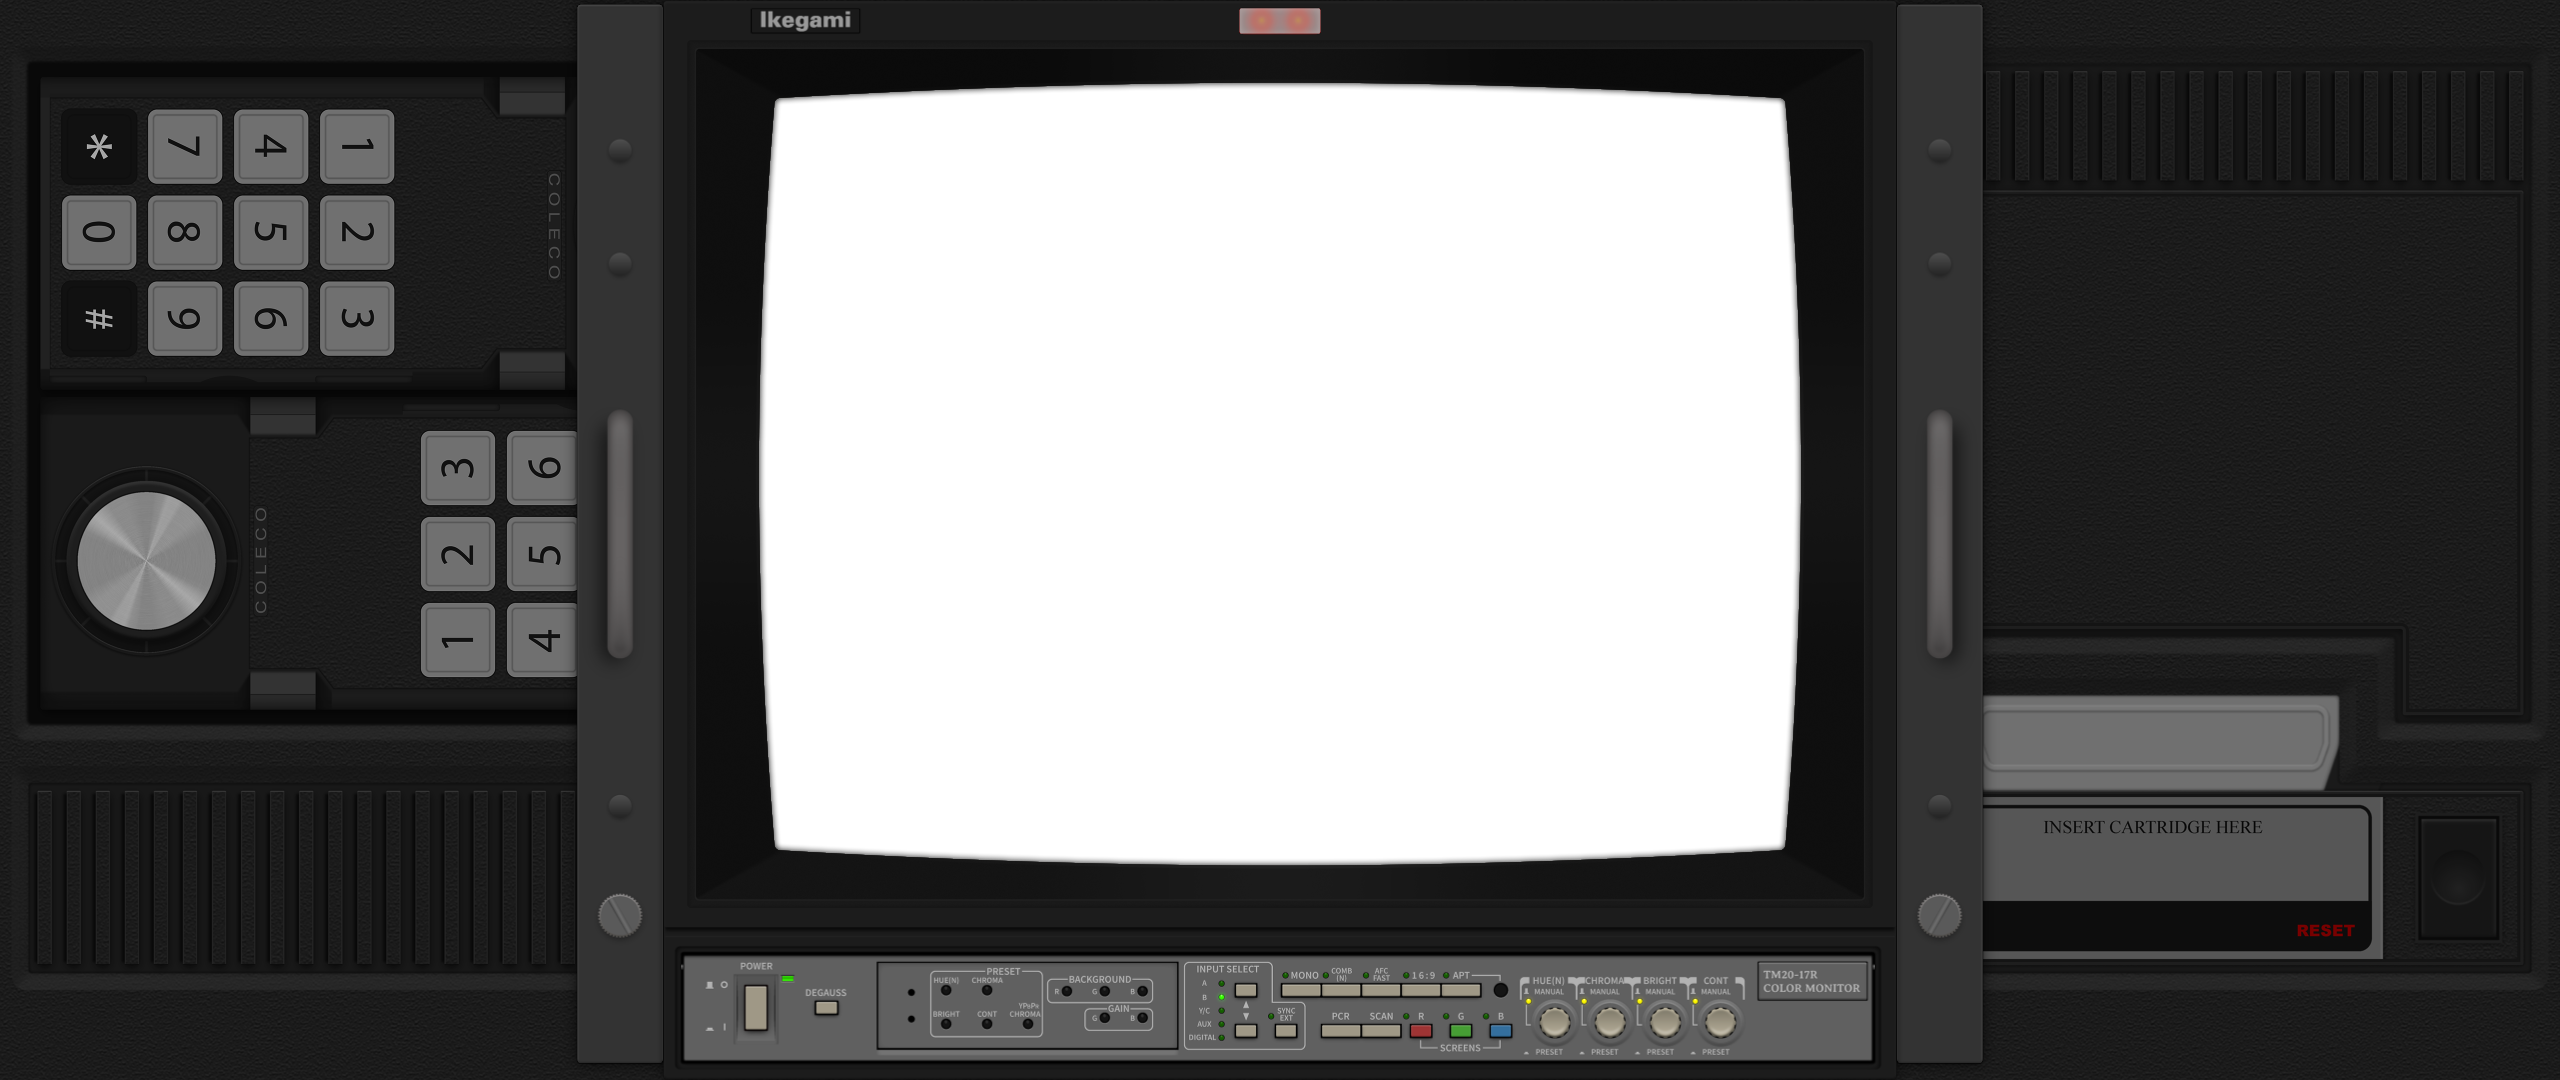 Ikegami
* 7 4 1
0 8 5 2
# 9 6 3
COLECO
COLECO
3 6
2 5
1 4
INSERT CARTRIDGE HERE
RESET
POWER
DEGAUSS
PRESET
HUE(N) CHROMA
BRIGHT CONT YPBPR CHROMA
BACKGROUND
R G B
GAIN
G B
INPUT SELECT
A
B
Y/C
AUX
DIGITAL
SYNC
EXT
MONO COMB (N) AFC FAST 16:9 APT
PCR SCAN R G B
SCREENS
HUE(N) CHROMA BRIGHT CONT
MANUAL MANUAL MANUAL MANUAL
PRESET PRESET PRESET PRESET
TM20-17R
COLOR MONITOR